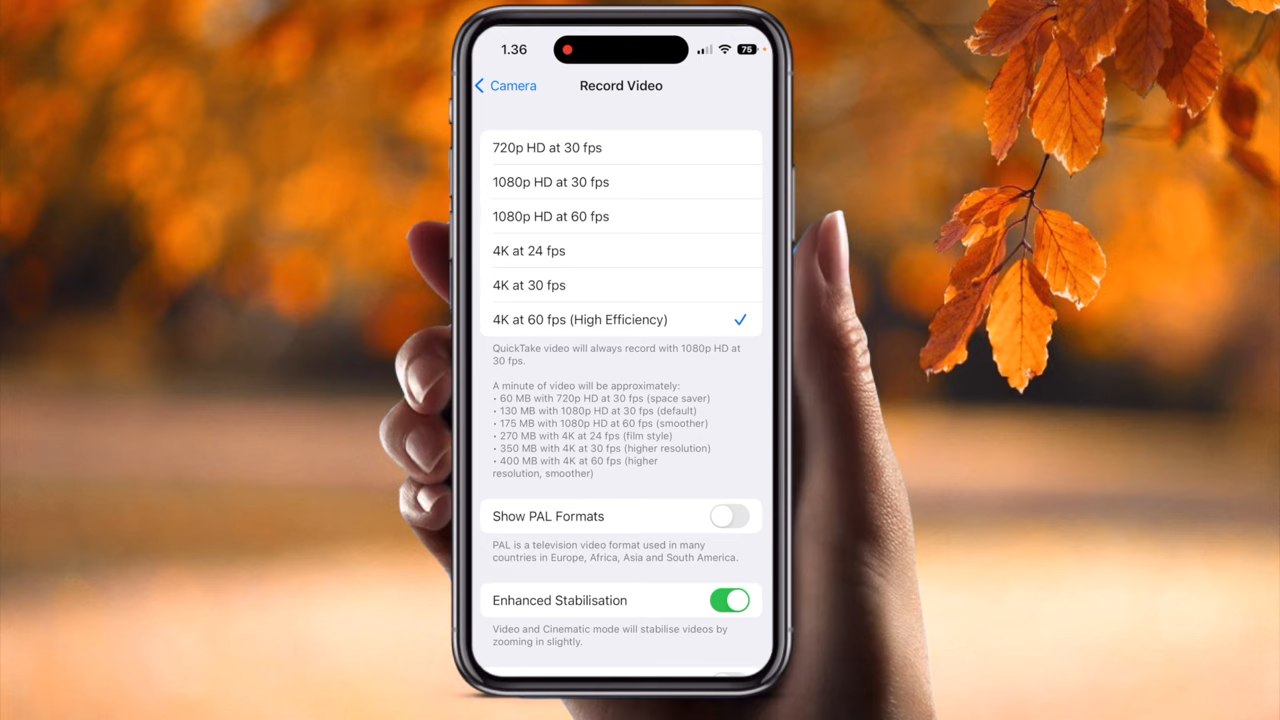 1.36
75
Camera
Record Video
720p HD at 30 fps
1080p HD at 30 fps
1080p HD at 60 fps
4K at 24 fps
4K at 30 fps
4K at 60 fps (High Efficiency)
QuickTake video will always record with 1080p HD at
30 fps.
A minute of video will be approximately:
• 60 MB with 720p HD at 30 fps (space saver)
• 130 MB with 1080p HD at 30 fps (default)
• 175 MB with 1080p HD at 60 fps (smoother)
• 270 MB with 4K at 24 fps (film style)
• 350 MB with 4K at 30 fps (higher resolution)
• 400 MB with 4K at 60 fps (higher
resolution, smoother)
Show PAL Formats
PAL is a television video format used in many
countries in Europe, Africa, Asia and South America.
Enhanced Stabilisation
Video and Cinematic mode will stabilise videos by
zooming in slightly.